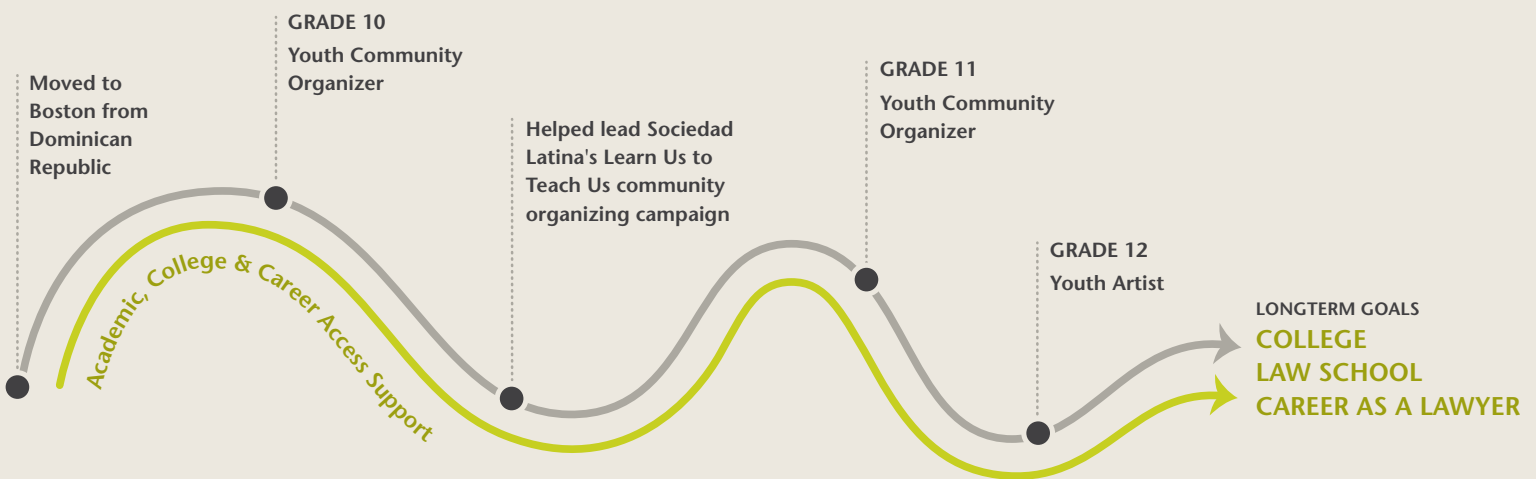 Moved to
Boston from
Dominican
Republic
GRADE 10
Youth Community
Organizer
Academic, College & Career Access Support
Helped lead Sociedad
Latina's Learn Us to
Teach Us community
organizing campaign
GRADE 11
Youth Community
Organizer
GRADE 12
Youth Artist
LONGTERM GOALS
COLLEGE
LAW SCHOOL
CAREER AS A LAWYER